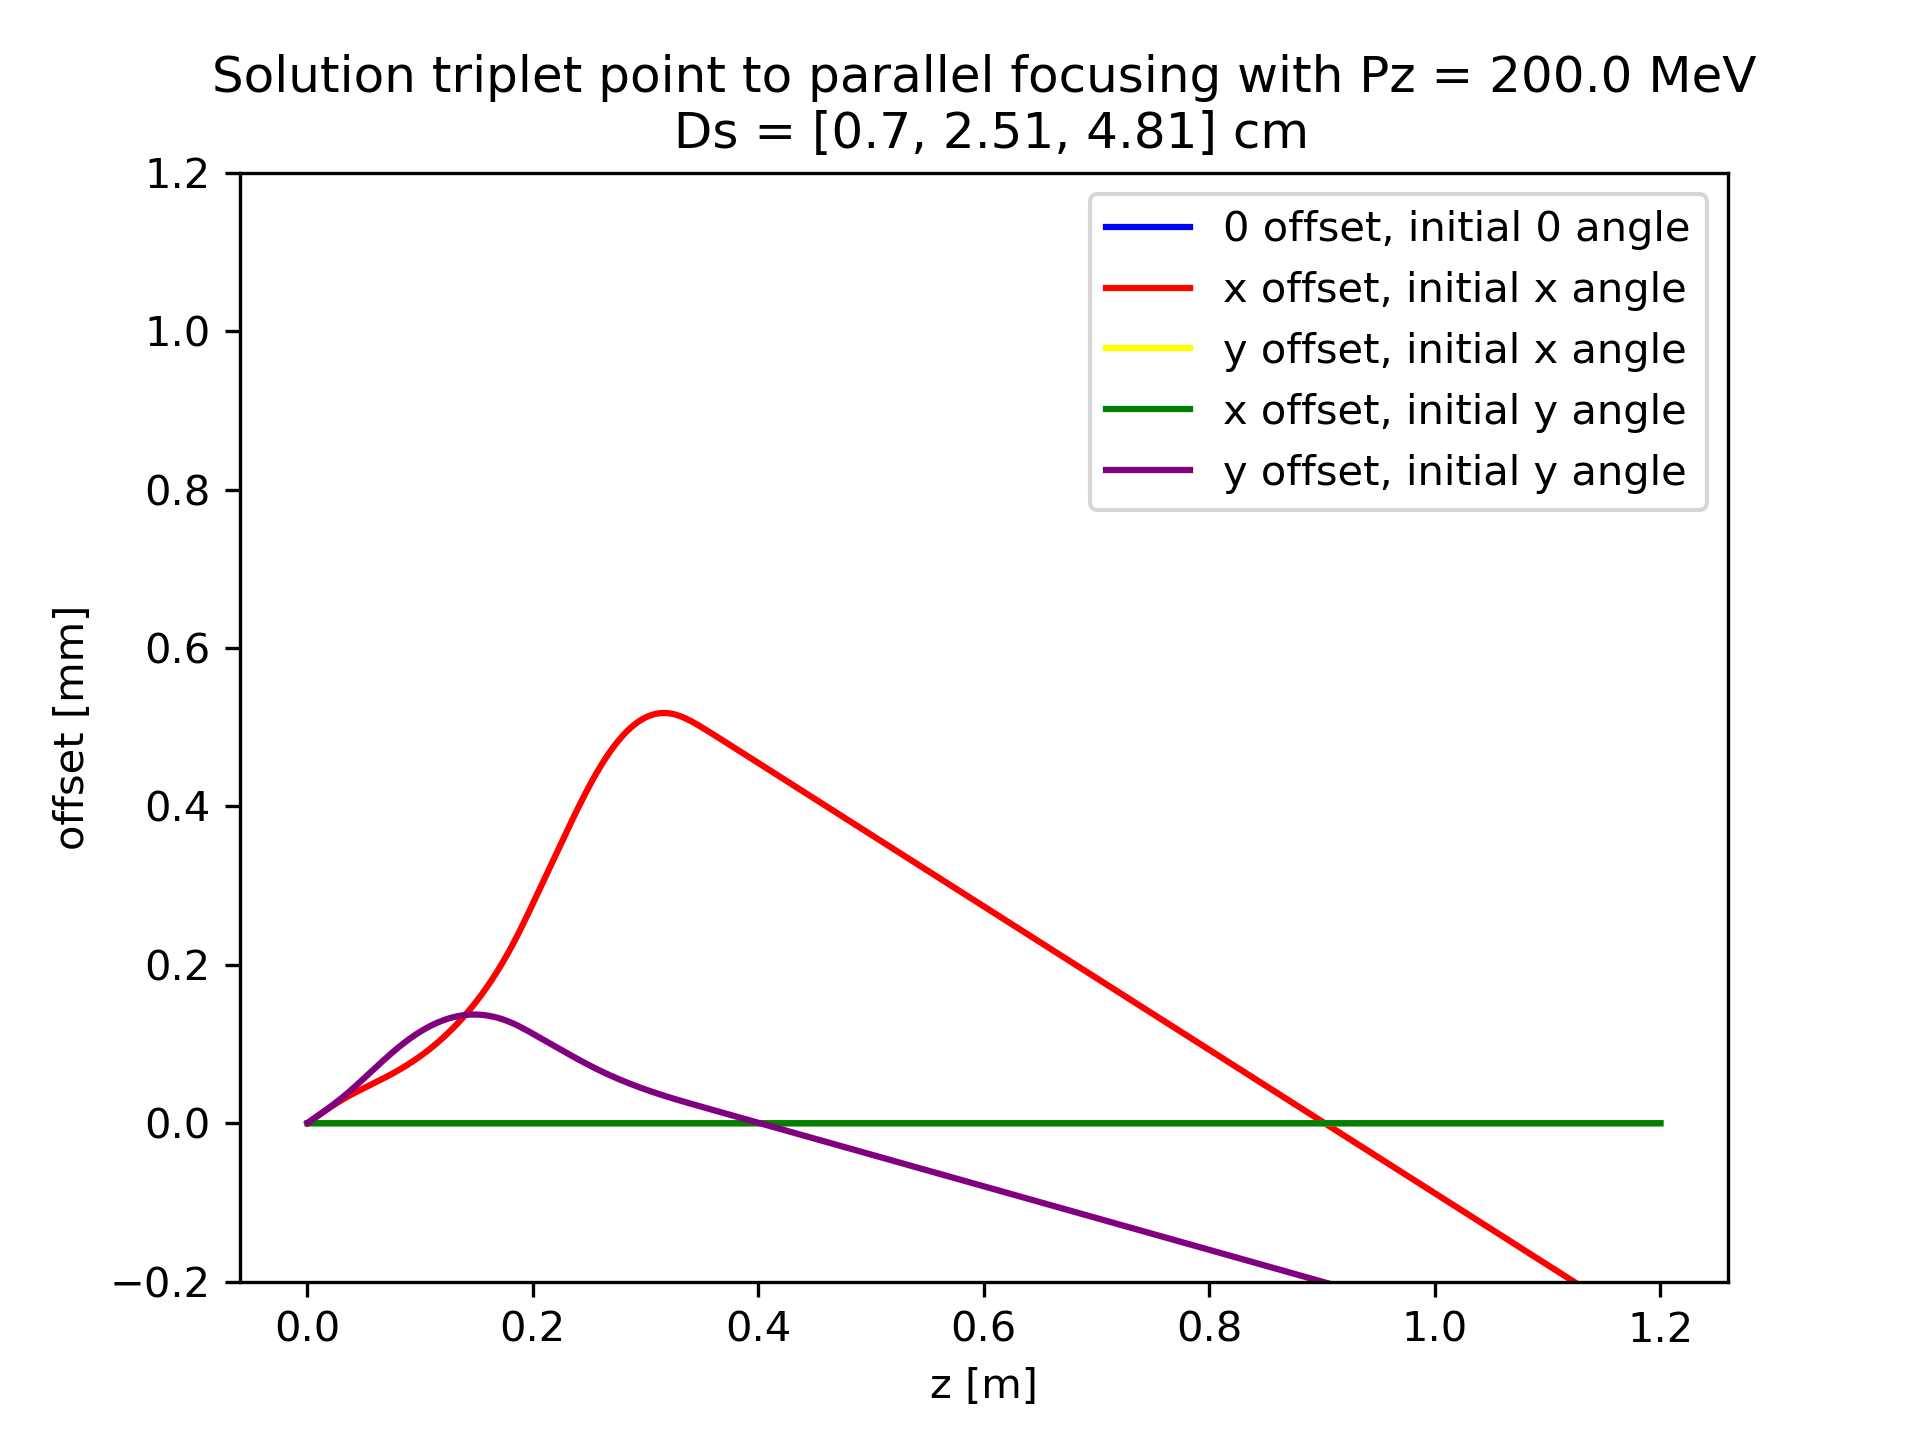 Solution triplet point to parallel focusing with Pz = 200.0 MeV
Ds = [0.7, 2.51, 4.81] cm
1.2
1.0
0.8
0.6
0.4
0.2
0.0
−0.2
offset [mm]
0 offset, initial 0 angle
x offset, initial x angle
y offset, initial x angle
x offset, initial y angle
y offset, initial y angle
0.0 0.2 0.4 0.6 0.8 1.0 1.2
z [m]